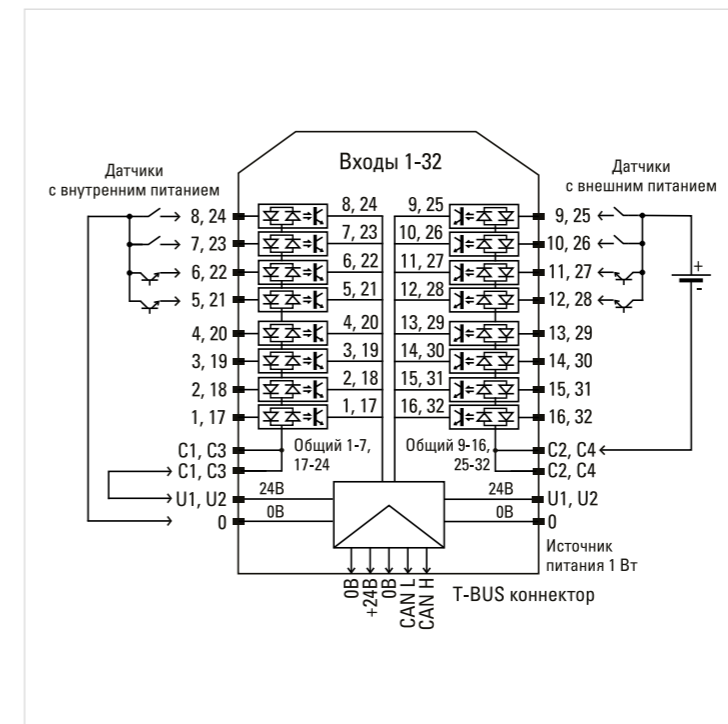 Входы 1-32
Датчики
с внутренним питанием
Датчики
с внешним питанием
8, 24
7, 23
6, 22
5, 21
4, 20
3, 19
2, 18
1, 17
C1, C3
C1, C3
U1, U2
0
8, 24
7, 23
6, 22
5, 21
4, 20
3, 19
2, 18
1, 17
9, 25
10, 26
11, 27
12, 28
13, 29
14, 30
15, 31
16, 32
9, 25
10, 26
11, 27
12, 28
13, 29
14, 30
15, 31
16, 32
C2, C4
C2, C4
U1, U2
0
+
-
Общий 1-7,
17-24
Общий 9-16,
25-32
24В
0В
24В
0В
Источник
питания 1 Вт
0В
+24В
0В
CAN L
CAN H
T-BUS коннектор